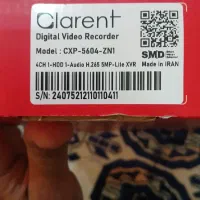 Clarent
Digital Video Recorder
Model : CXP-5604-ZN1
SMD
Made in IRAN
4CH 1-HDD 1-Audio H.265 5MP-Lite XVR
S/N: 24075212110110411